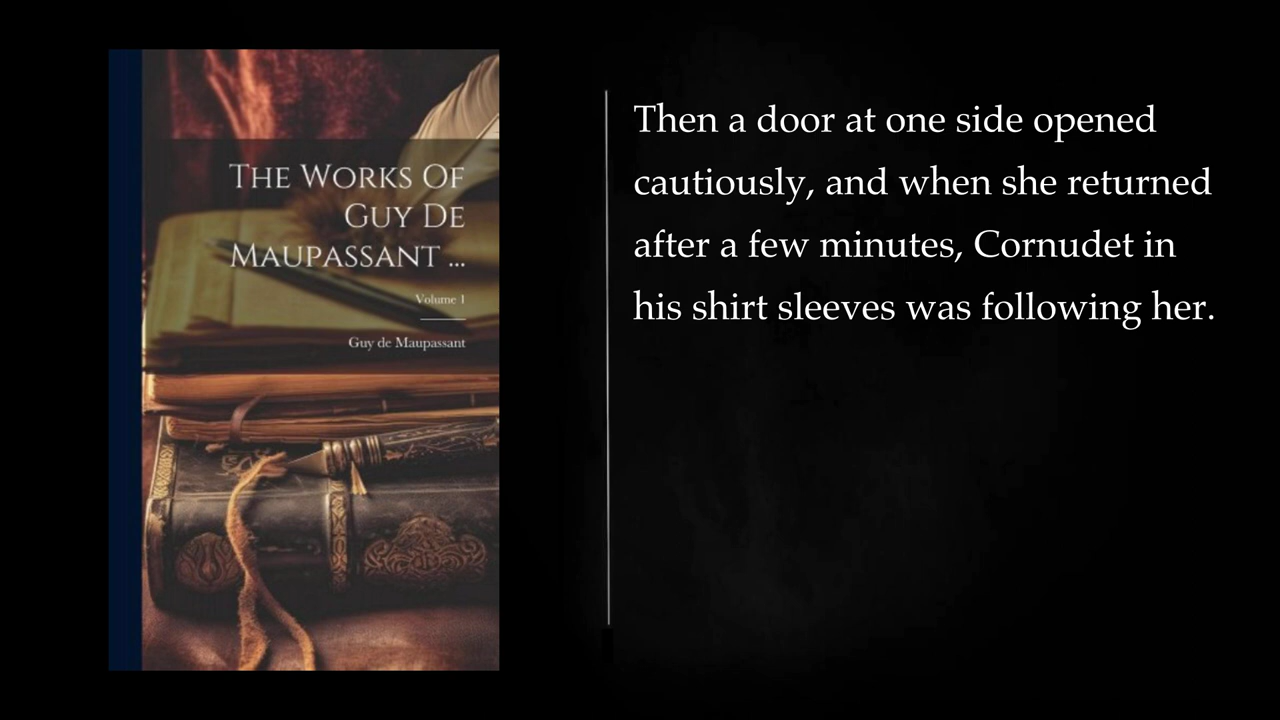 THE WORKS OF
GUY DE
MAUPASSANT ...
Volume 1
Guy de Maupassant
Then a door at one side opened
cautiously, and when she returned
after a few minutes, Cornudet in
his shirt sleeves was following her.